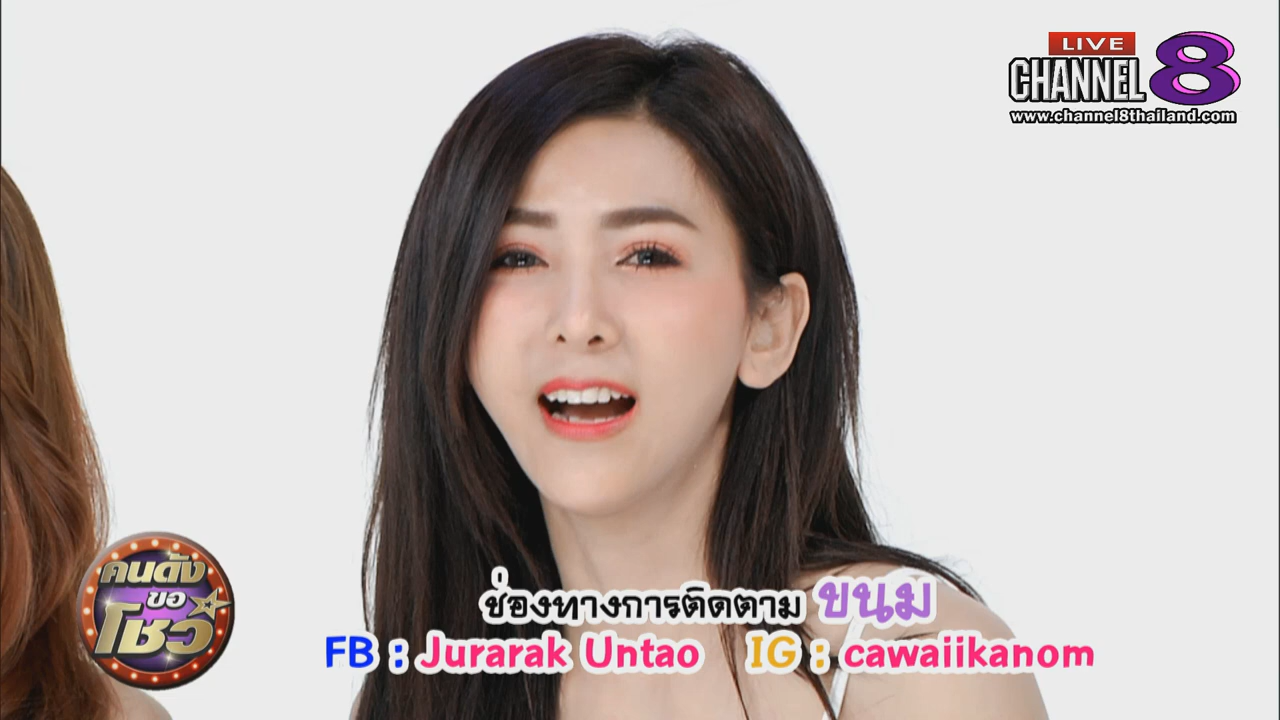 LIVE
CHANNEL 8
www.channel8thailand.com
คนดัง
ขอ
โชว์
ช่องทางการติดตาม ขนม
FB : Jurarak Untao IG : cawaiikanom